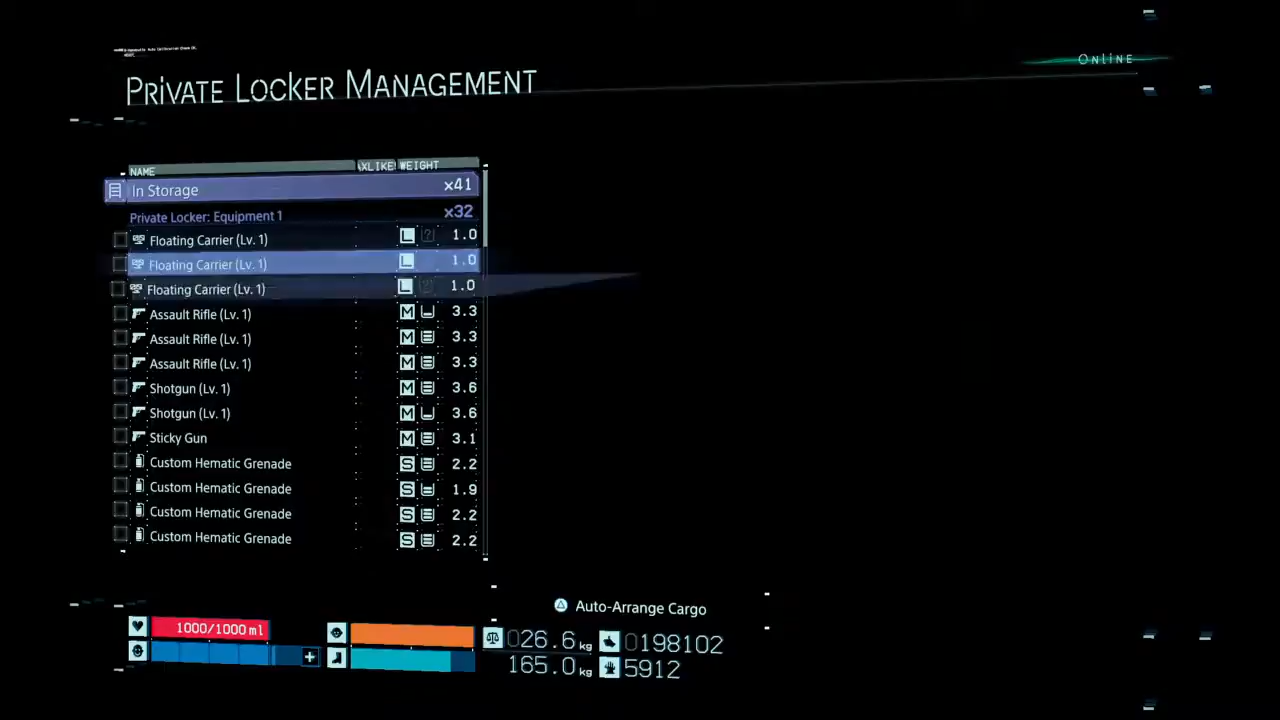 ONLINE
PRIVATE LOCKER MANAGEMENT
NAME WEIGHT
In Storage x41
Private Locker: Equipment 1 x32
Floating Carrier (Lv. 1) L 1.0
Floating Carrier (Lv. 1) L 1.0
Floating Carrier (Lv. 1) L 1.0
Assault Rifle (Lv. 1) M 3.3
Assault Rifle (Lv. 1) M 3.3
Assault Rifle (Lv. 1) M 3.3
Shotgun (Lv. 1) M 3.6
Shotgun (Lv. 1) M 3.6
Sticky Gun M 3.1
Custom Hematic Grenade S 2.2
Custom Hematic Grenade S 1.9
Custom Hematic Grenade S 2.2
Custom Hematic Grenade S 2.2
Auto-Arrange Cargo
1000/1000 ml 026.6 kg 0198102
165.0 kg 5912